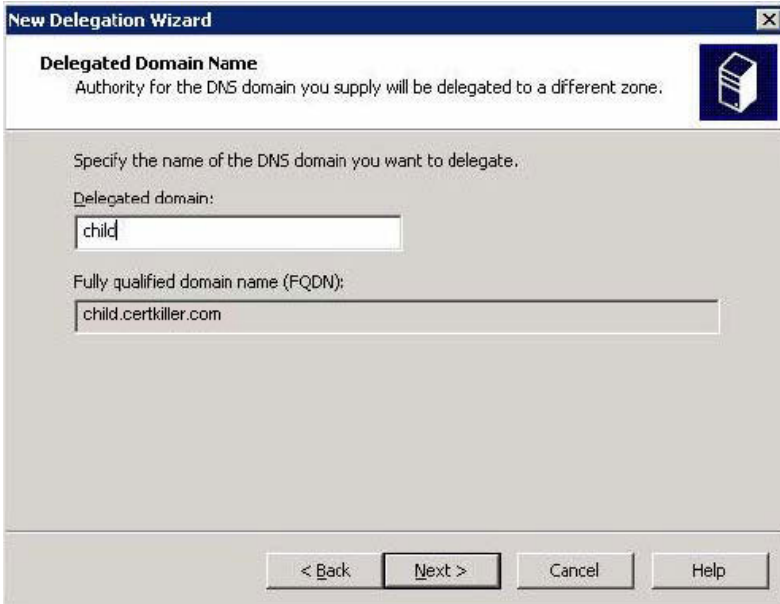 New Delegation Wizard
Delegated Domain Name
Authority for the DNS domain you supply will be delegated to a different zone.
Specify the name of the DNS domain you want to delegate.
Delegated domain:
child
Fully qualified domain name (FQDN):
child.certkiller.com
< Back Next > Cancel Help